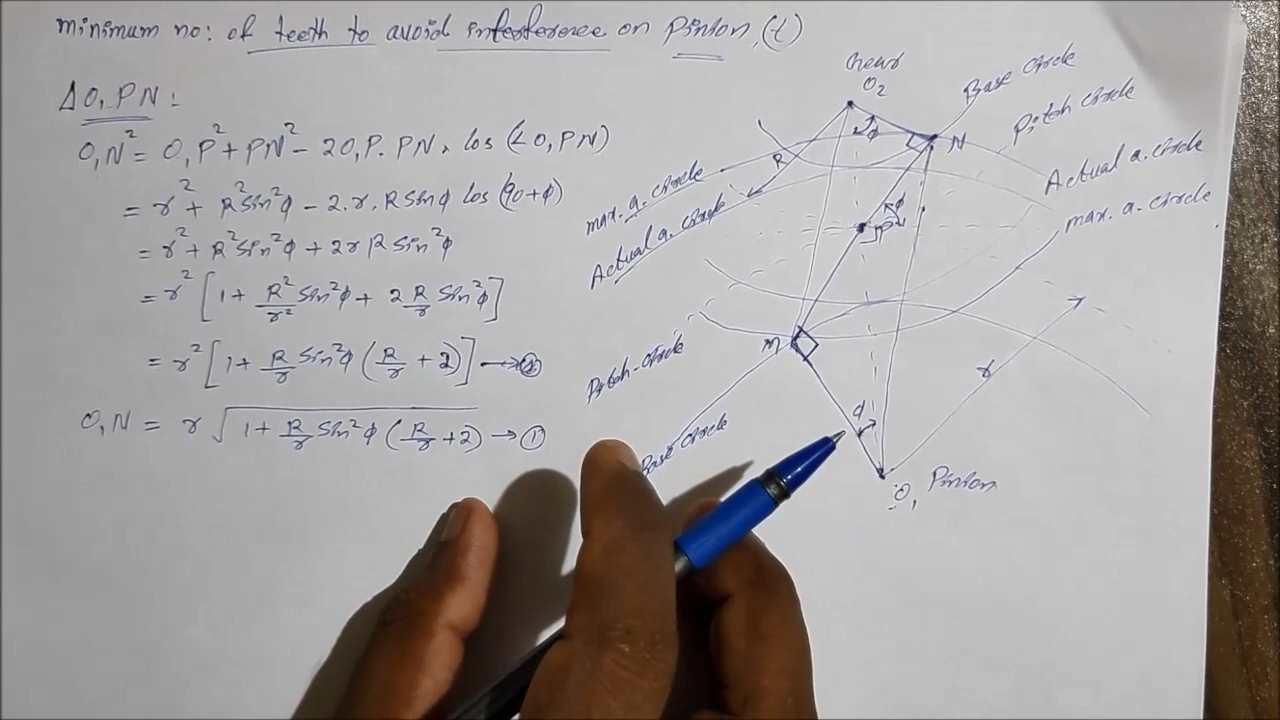 minimum no: of teeth to avoid interference on pinion, (t)
Δ O₁PN :
O₁N² = O₁P² + PN² - 2O₁P. PN. cos (∠O₁PN)
= r² + R²sin²φ - 2.r. R sinφ cos (90+φ)
= r² + R²sin²φ + 2rR sin²φ
= r² [1 + R²/r² sin²φ + 2R/r sin²φ]
= r² [1 + R/r sin²φ (R/r + 2)] →
O₁N = r √(1 + R/r sin²φ (R/r + 2)) → ①
Gear
O₂
Base circle
Pitch circle
Actual a. circle
max. a. circle
max. a. circle
Actual a. circle
Pitch-circle
Base circle
R
φ
N
φ
P
M
φ
r
O₁ Pinion